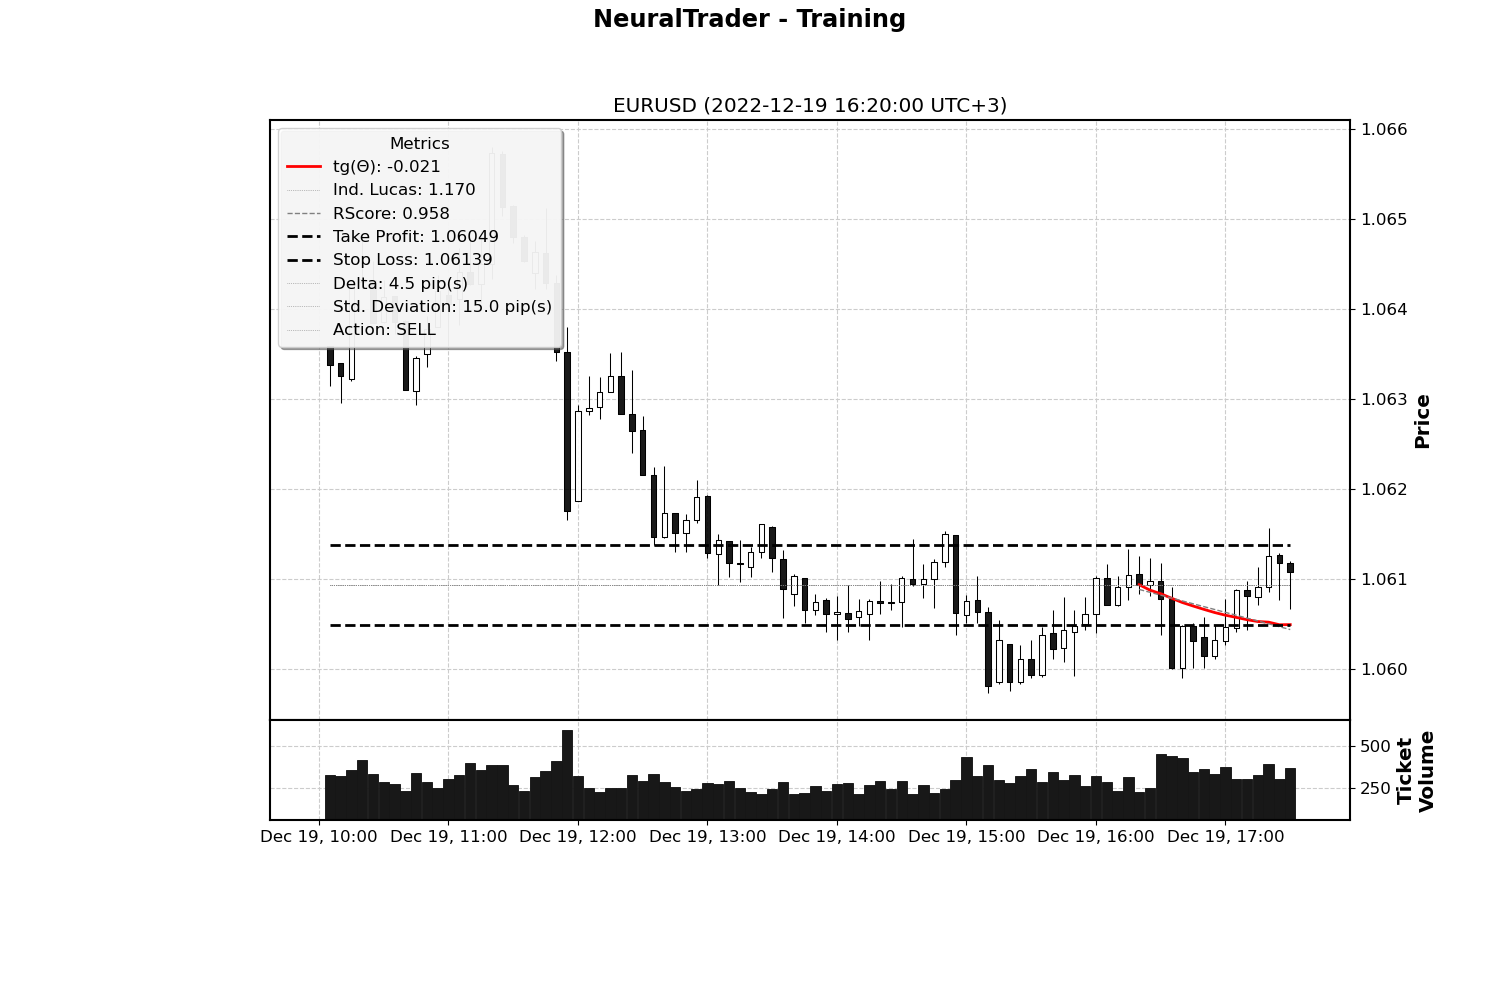 NeuralTrader - Training
EURUSD (2022-12-19 16:20:00 UTC+3)
Metrics
tg(Θ): -0.021
Ind. Lucas: 1.170
RScore: 0.958
Take Profit: 1.06049
Stop Loss: 1.06139
Delta: 4.5 pip(s)
Std. Deviation: 15.0 pip(s)
Action: SELL
1.066
1.065
1.064
1.063
1.062
1.061
1.060
Price
500
250
Ticket
Volume
Dec 19, 10:00
Dec 19, 11:00
Dec 19, 12:00
Dec 19, 13:00
Dec 19, 14:00
Dec 19, 15:00
Dec 19, 16:00
Dec 19, 17:00